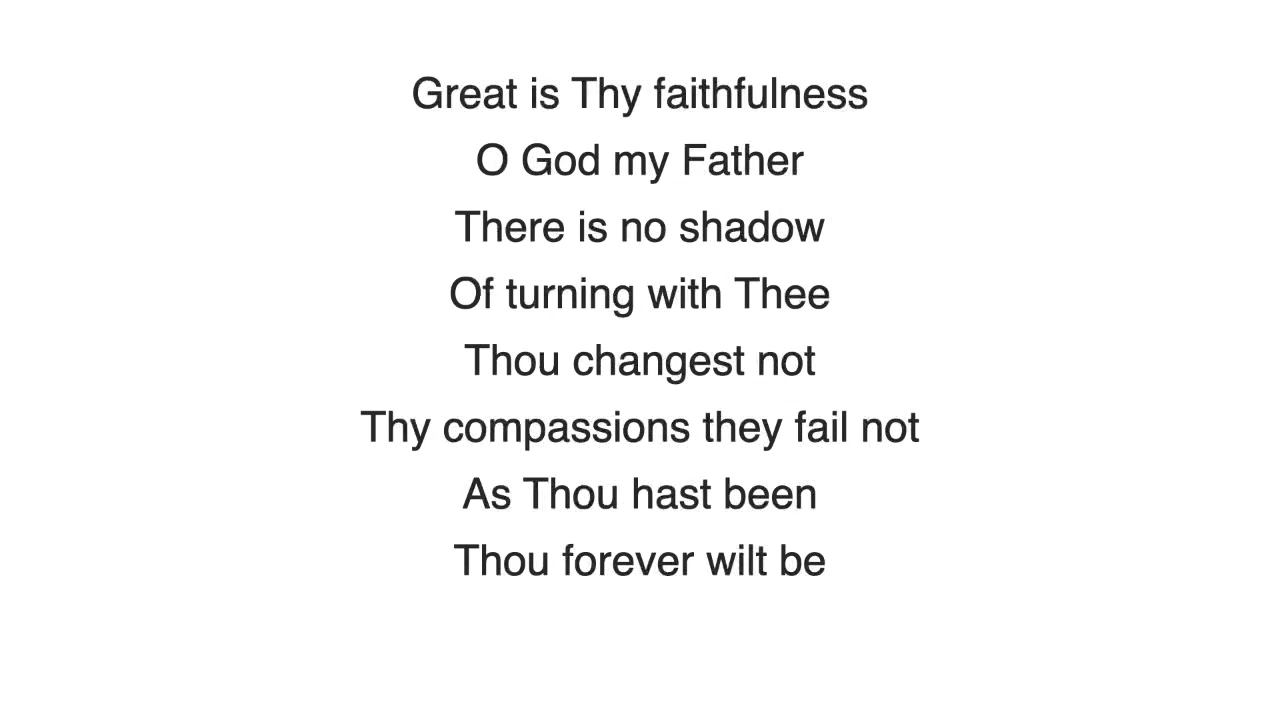 Great is Thy faithfulness
O God my Father
There is no shadow
Of turning with Thee
Thou changest not
Thy compassions they fail not
As Thou hast been
Thou forever wilt be